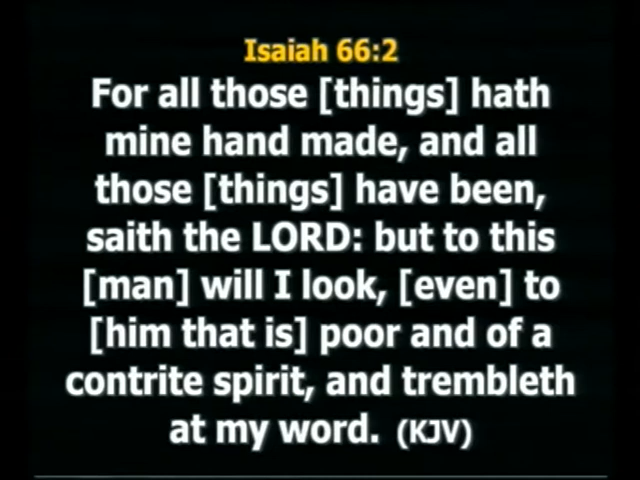 Isaiah 66:2
For all those [things] hath
mine hand made, and all
those [things] have been,
saith the LORD: but to this
[man] will I look, [even] to
[him that is] poor and of a
contrite spirit, and trembleth
at my word. (KJV)